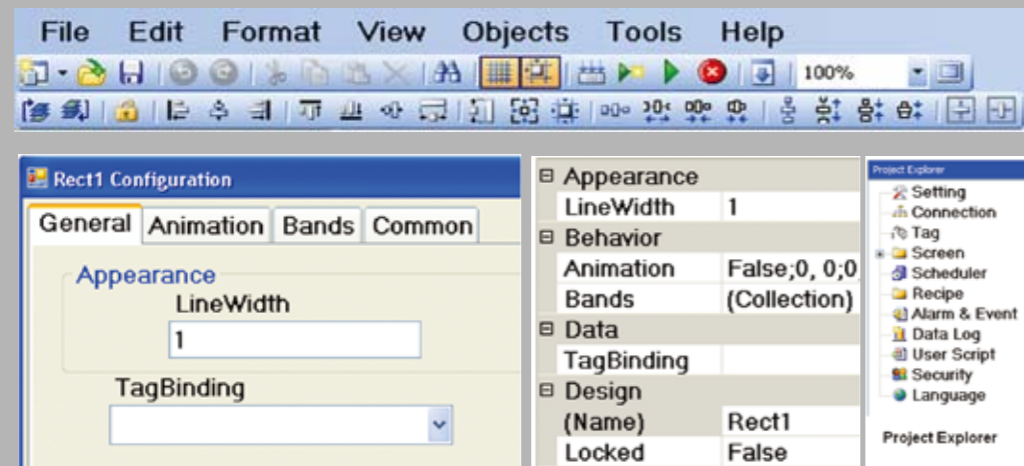 File Edit Format View Objects Tools Help
100%
Rect1 Configuration
General Animation Bands Common
Appearance
LineWidth
1
TagBinding
Appearance
LineWidth 1
Behavior
Animation False;0, 0;0
Bands (Collection)
Data
TagBinding
Design
(Name) Rect1
Locked False
Project Explorer
Setting
Connection
Tag
Screen
Scheduler
Recipe
Alarm & Event
Data Log
User Script
Security
Language
Project Explorer